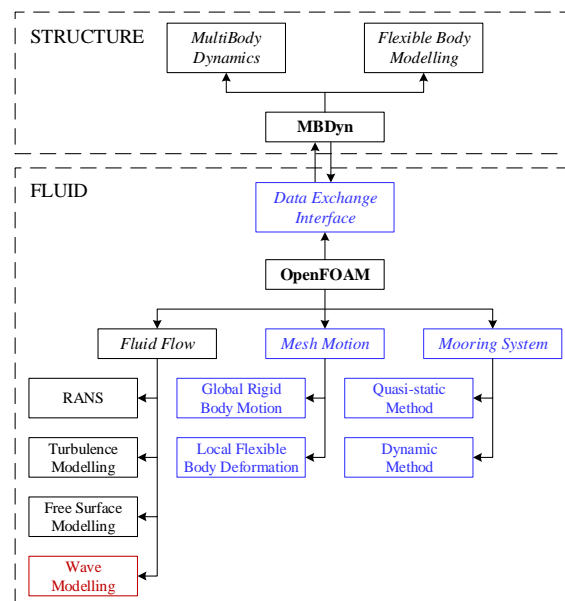 STRUCTURE
MultiBody
Dynamics
Flexible Body
Modelling
MBDyn
FLUID
Data Exchange
Interface
OpenFOAM
Fluid Flow
Mesh Motion
Mooring System
RANS
Global Rigid
Body Motion
Quasi-static
Method
Turbulence
Modelling
Local Flexible
Body Deformation
Dynamic
Method
Free Surface
Modelling
Wave
Modelling